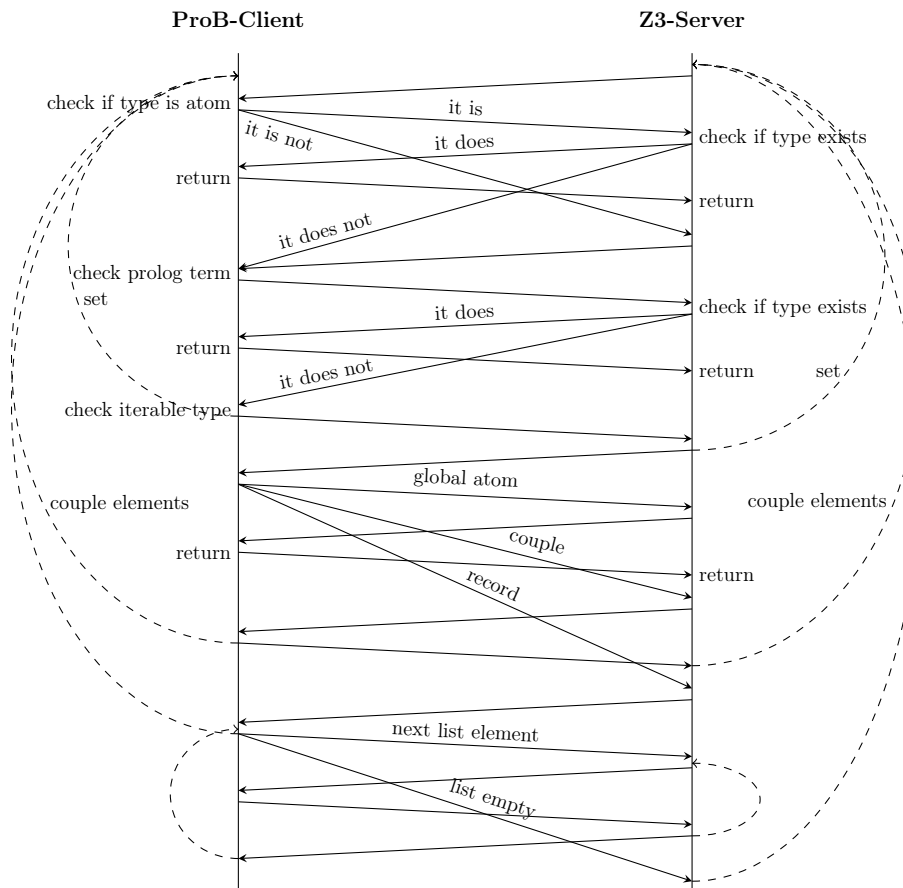 ProB-Client
Z3-Server
check if type is atom
it is
it is not
it does
check if type exists
return
return
it does not
check prolog term
set
it does
check if type exists
return
it does not
return
set
check iterable type
global atom
couple elements
couple elements
couple
return
record
return
next list element
list empty